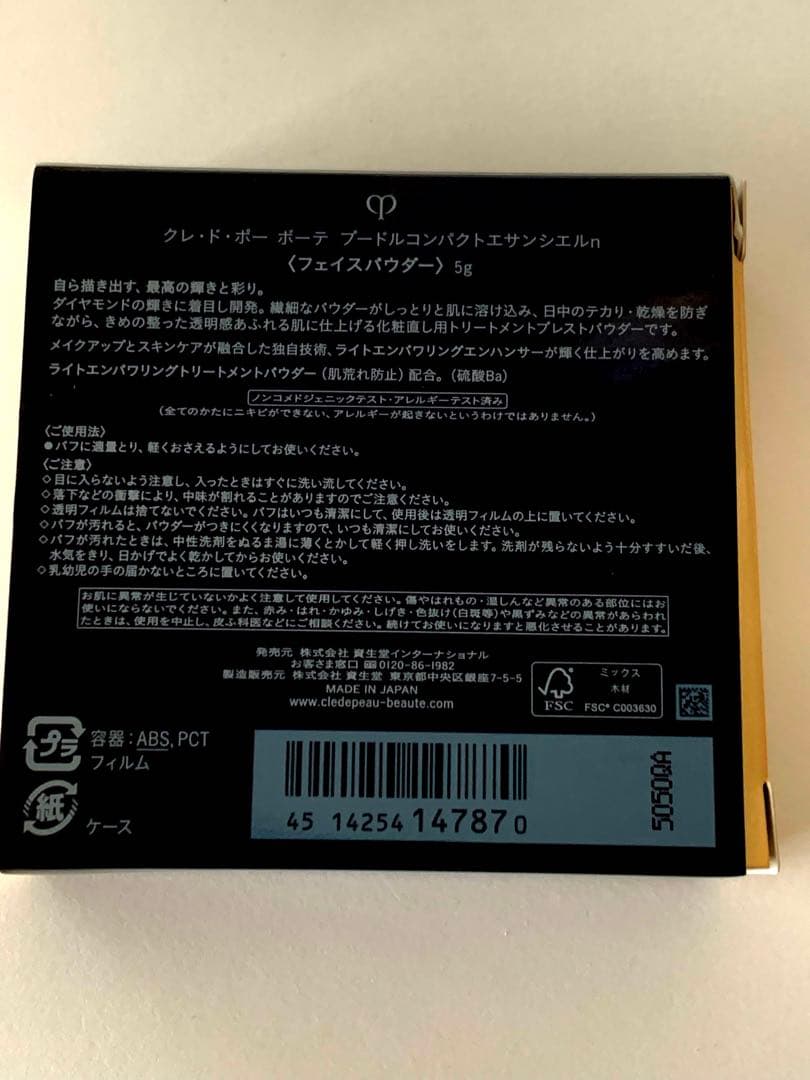 クレ・ド・ポー ボーテ プードルコンパクトエサンシエルn
〈フェイスパウダー〉5g
自ら描き出す、最高の輝きと彩り。
ダイヤモンドの輝きに着目し開発。繊細なパウダーがしっとりと肌に溶け込み、日中のテカリ・乾燥を防ぎ
ながら、きめの整った透明感あふれる肌に仕上げる化粧直し用トリートメントプレストパウダーです。
メイクアップとスキンケアが融合した独自技術、ライトエンパワリングエンハンサーが輝く仕上がりを高めます。
ライトエンパワリングトリートメントパウダー(肌荒れ防止)配合。(硫酸Ba)
ノンコメドジェニックテスト・アレルギーテスト済み
(全てのかたにニキビができない、アレルギーが起きないというわけではありません。)
〈ご使用法〉
●パフに適量とり、軽くおさえるようにしてお使いください。
〈ご注意〉
◇目に入らないよう注意し、入ったときはすぐに洗い流してください。
◇落下などの衝撃により、中味が割れることがありますのでご注意ください。
◇透明フィルムは捨てないでください。パフはいつも清潔にして、使用後は透明フィルムの上に置いてください。
◇パフが汚れると、パウダーがつきにくくなりますので、いつも清潔にしてお使いください。
◇パフが汚れたときは、中性洗剤をぬるま湯に薄くとかして軽く押し洗いをします。洗剤が残らないよう十分すすいだ後、
水気をきり、日かげでよく乾かしてからお使いください。
◇乳幼児の手の届かないところに置いてください。
お肌に異常が生じていないかよく注意して使用してください。傷やはれもの・湿しんなど異常のある部位にはお
使いにならないでください。また、赤み・はれ・かゆみ・しげき・色抜け(白斑等)や黒ずみなどの異常があらわれ
たときは、使用を中止し、皮ふ科医などにご相談ください。続けてお使いになりますと悪化させることがあります。
発売元 株式会社 資生堂インターナショナル
お客さま窓口 0120-86-1982
製造販売元 株式会社 資生堂 東京都中央区銀座7-5-5
MADE IN JAPAN
www.cledepeau-beaute.com
FSC
ミックス
木材
FSC® C003630
プラ
容器:ABS, PCT
フィルム
紙
ケース
45 14254 14787 0
5050QA